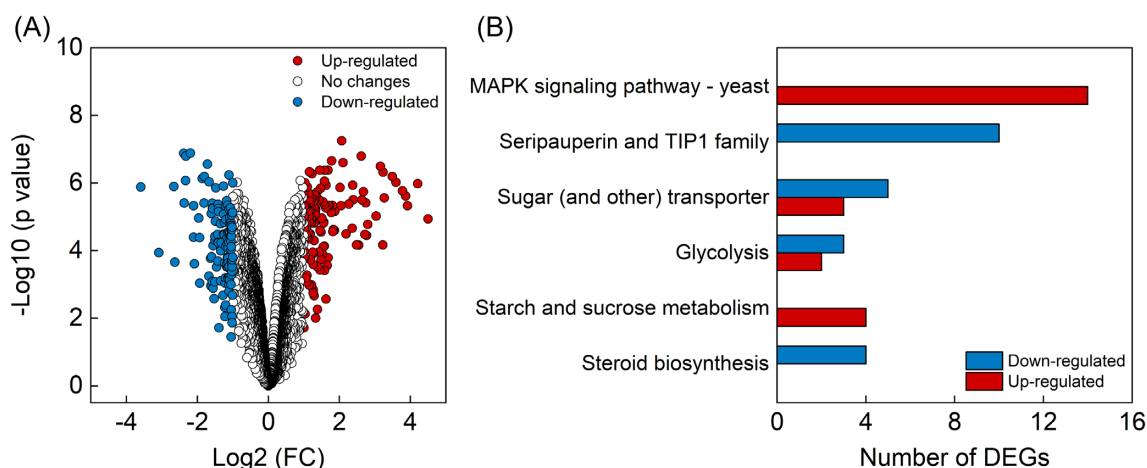 (A)
10
8
6
4
2
0
-Log10 (p value)
Up-regulated
No changes
Down-regulated
-4
-2
0
2
4
Log2 (FC)
(B)
MAPK signaling pathway - yeast
Seripauperin and TIP1 family
Sugar (and other) transporter
Glycolysis
Starch and sucrose metabolism
Steroid biosynthesis
Down-regulated
Up-regulated
0
4
8
12
16
Number of DEGs